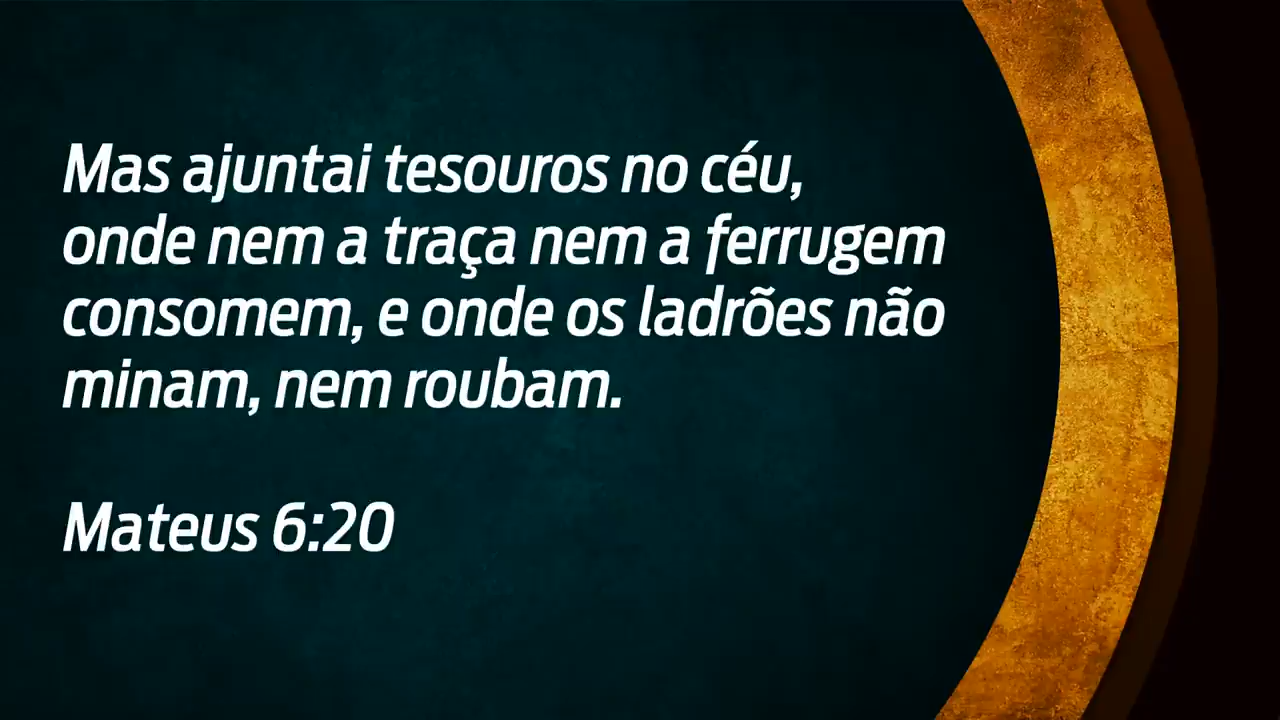 Mas ajuntai tesouros no céu,
onde nem a traça nem a ferrugem
consomem, e onde os ladrões não
minam, nem roubam.
Mateus 6:20